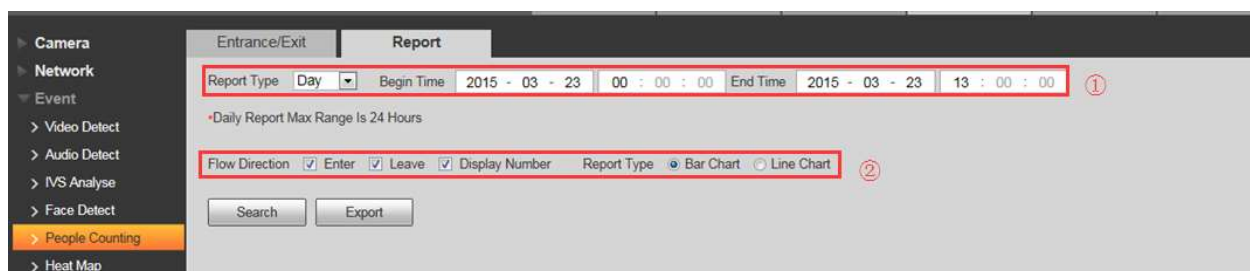 Camera
Network
Event
> Video Detect
> Audio Detect
> IVS Analyse
> Face Detect
> People Counting
> Heat Map
Entrance/Exit Report
Report Type Day Begin Time 2015 - 03 - 23 00 : 00 : 00 End Time 2015 - 03 - 23 13 : 00 : 00 ①
*Daily Report Max Range Is 24 Hours
Flow Direction Enter Leave Display Number Report Type Bar Chart Line Chart ②
Search Export